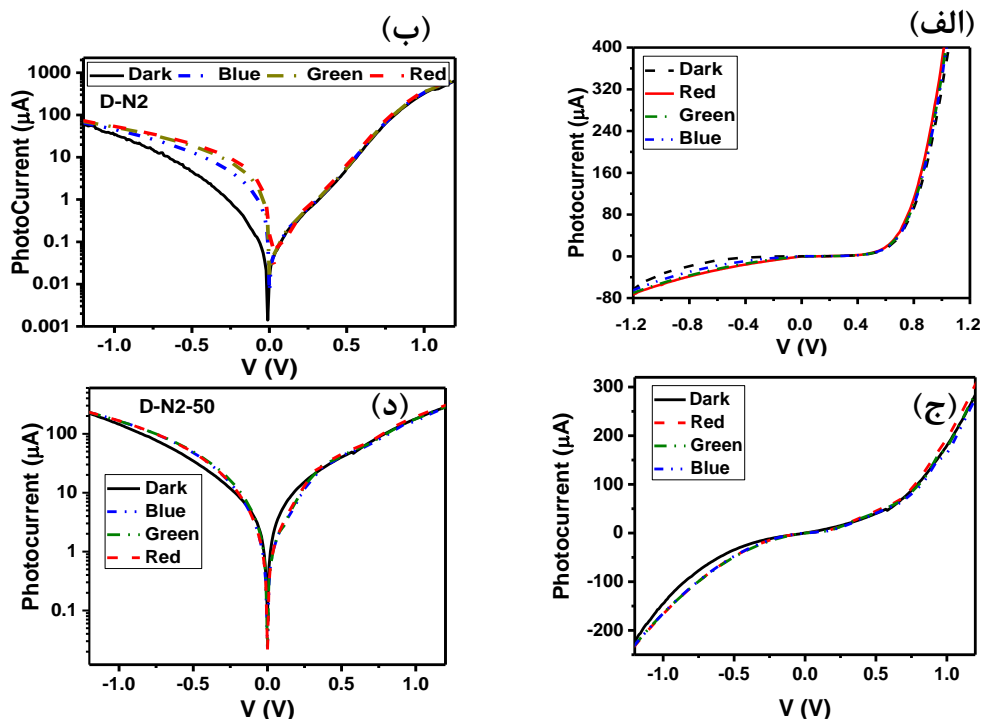 (ب)
1000
100
10
1
0.1
0.01
0.001
PhotoCurrent (µA)
Dark Blue Green Red
D-N2
-1.0 -0.5 0.0 0.5 1.0
V (V)
(الف)
400
320
240
160
80
0
-80
Photocurrent (µA)
Dark
Red
Green
Blue
-1.2 -0.8 -0.4 0.0 0.4 0.8 1.2
V (V)
(د)
D-N2-50
100
10
1
0.1
Photocurrent (µA)
Dark
Blue
Green
Red
-1.0 -0.5 0.0 0.5 1.0
V (V)
(ج)
300
200
100
0
-100
-200
Photocurrent (µA)
Dark
Red
Green
Blue
-1.0 -0.5 0.0 0.5 1.0
V (V)